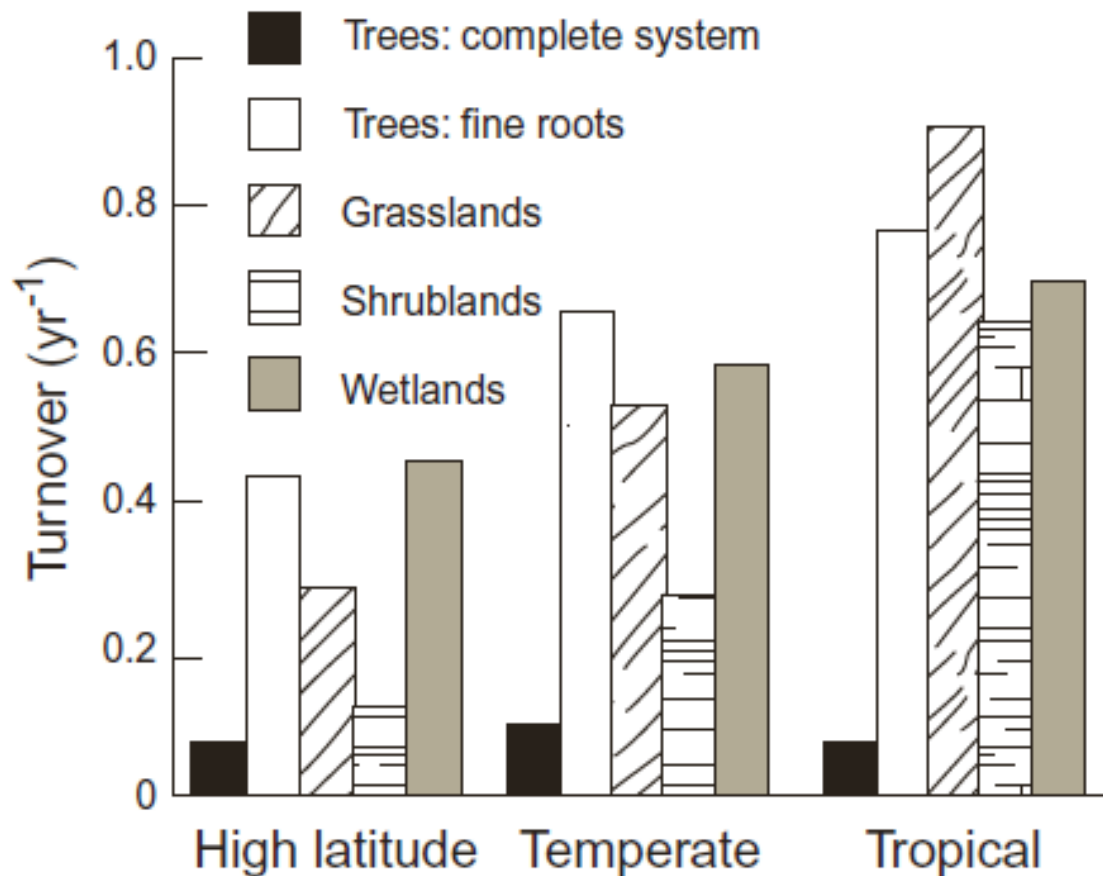 Trees: complete system
Trees: fine roots
Grasslands
Shrublands
Wetlands
Turnover (yr-1)
1.0
0.8
0.6
0.4
0.2
0
High latitude
Temperate
Tropical